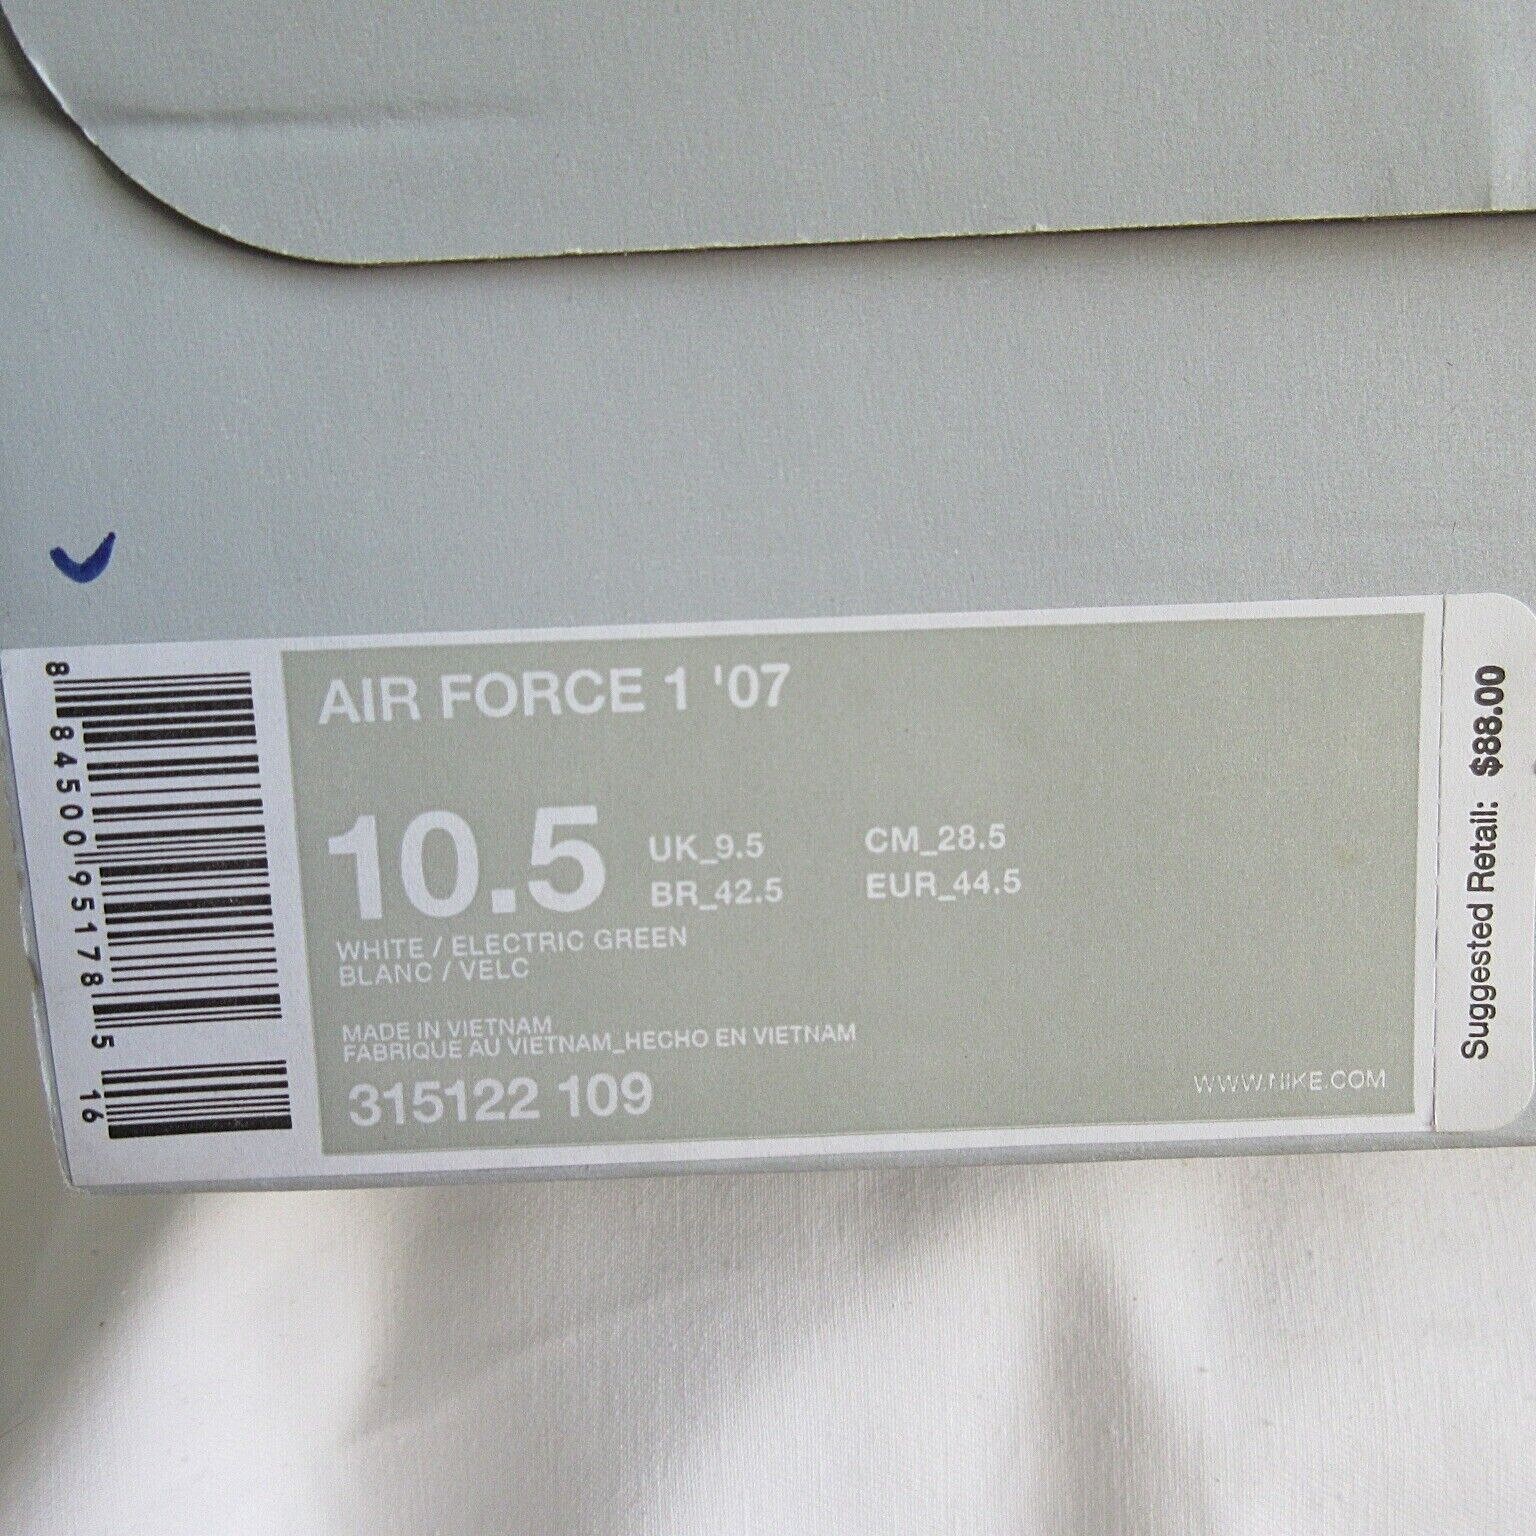 AIR FORCE 1 '07
10.5
UK_9.5 CM_28.5
BR_42.5 EUR_44.5
WHITE / ELECTRIC GREEN
BLANC / VELC
MADE IN VIETNAM
FABRIQUE AU VIETNAM_HECHO EN VIETNAM
315122 109
WWW.NIKE.COM
8 84500 95178 5 16
Suggested Retail: $88.00